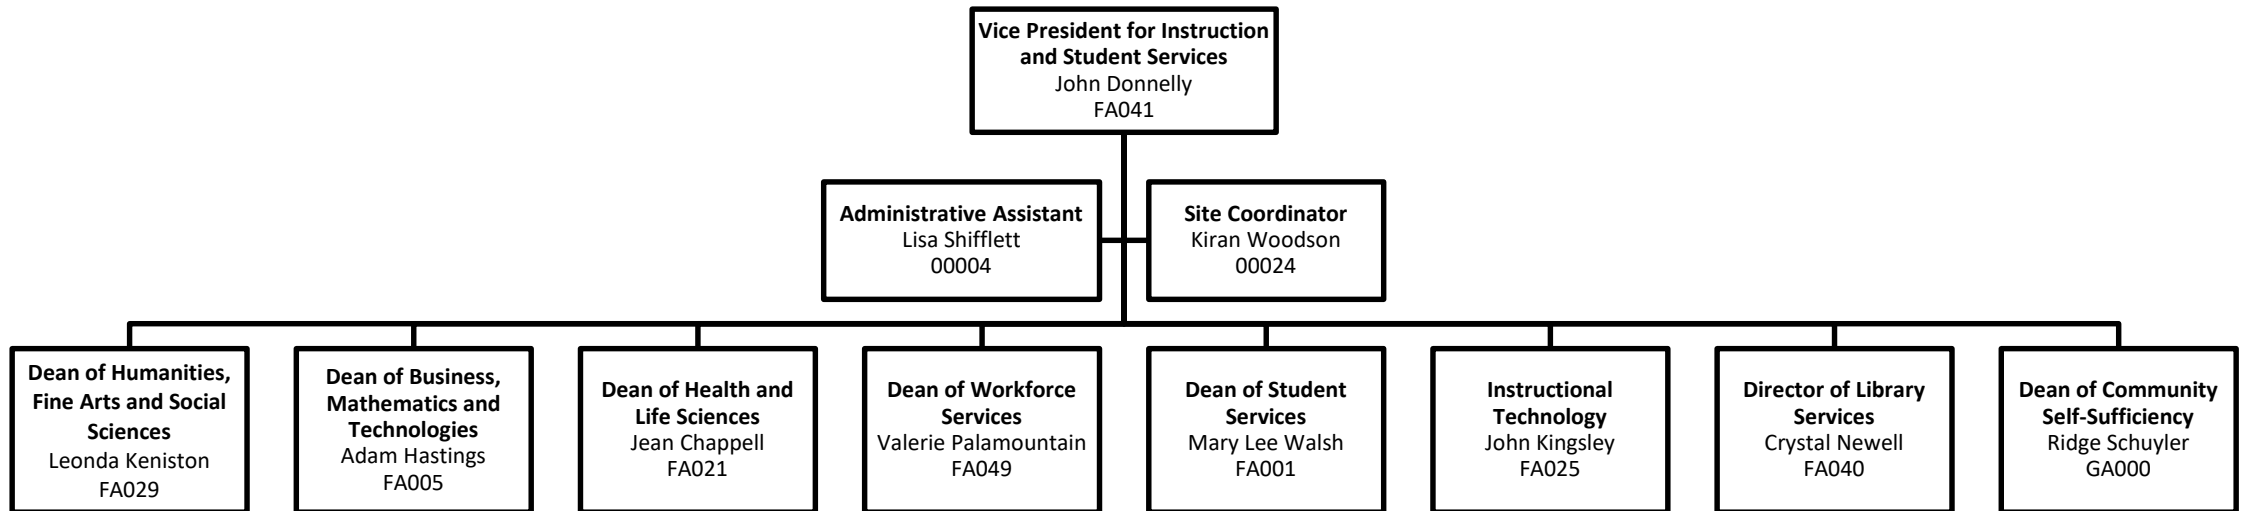 Vice President for Instruction
and Student Services
John Donnelly
FA041
Administrative Assistant
Lisa Shifflett
00004
Site Coordinator
Kiran Woodson
00024
Dean of Humanities,
Fine Arts and Social
Sciences
Leonda Keniston
FA029
Dean of Business,
Mathematics and
Technologies
Adam Hastings
FA005
Dean of Health and
Life Sciences
Jean Chappell
FA021
Dean of Workforce
Services
Valerie Palamountain
FA049
Dean of Student
Services
Mary Lee Walsh
FA001
Instructional
Technology
John Kingsley
FA025
Director of Library
Services
Crystal Newell
FA040
Dean of Community
Self-Sufficiency
Ridge Schuyler
GA000